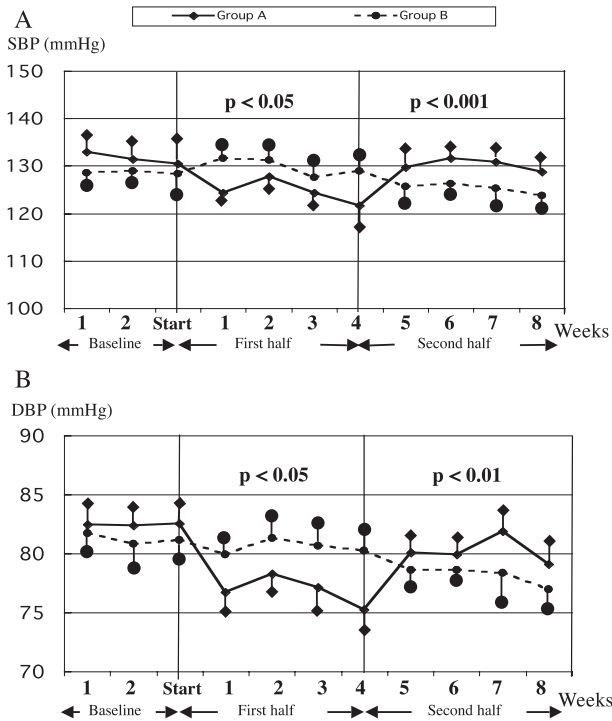 Group A Group B
A
SBP (mmHg)
150
p < 0.05 p < 0.001
140
130
120
110
100
1 2 Start 1 2 3 4 5 6 7 8 Weeks
Baseline First half Second half
B
DBP (mmHg)
90
p < 0.05 p < 0.01
85
80
75
70
1 2 Start 1 2 3 4 5 6 7 8 Weeks
Baseline First half Second half